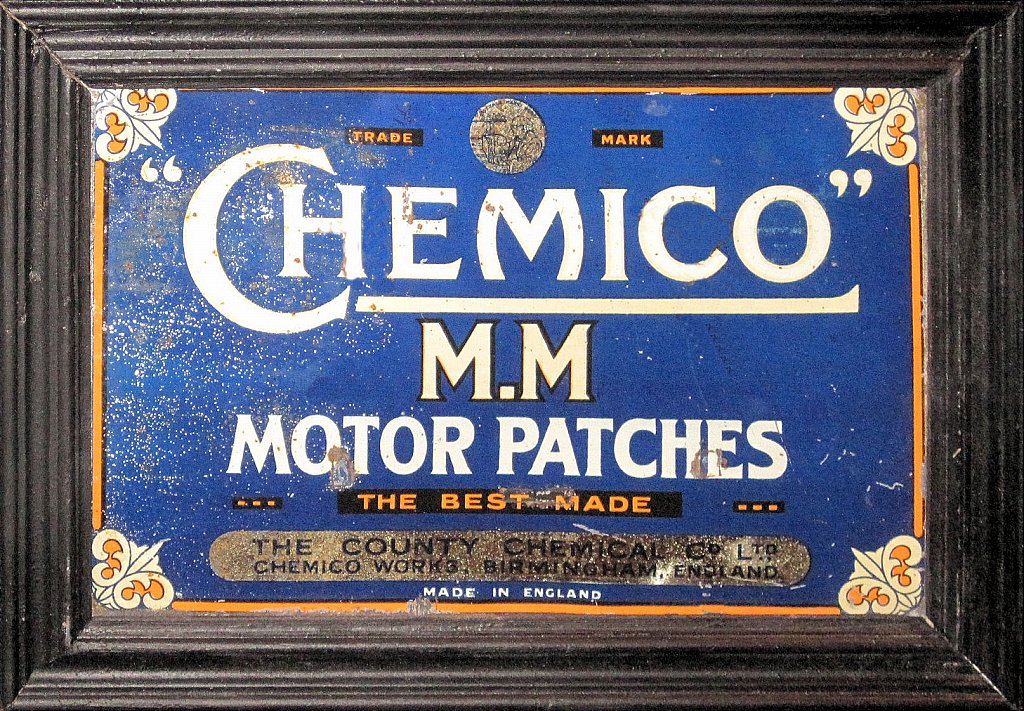 TRADE MARK
“CHEMICO”
M.M
MOTOR PATCHES
THE BEST MADE
THE COUNTY CHEMICAL Co LTD
CHEMICO WORKS, BIRMINGHAM, ENGLAND.
MADE IN ENGLAND